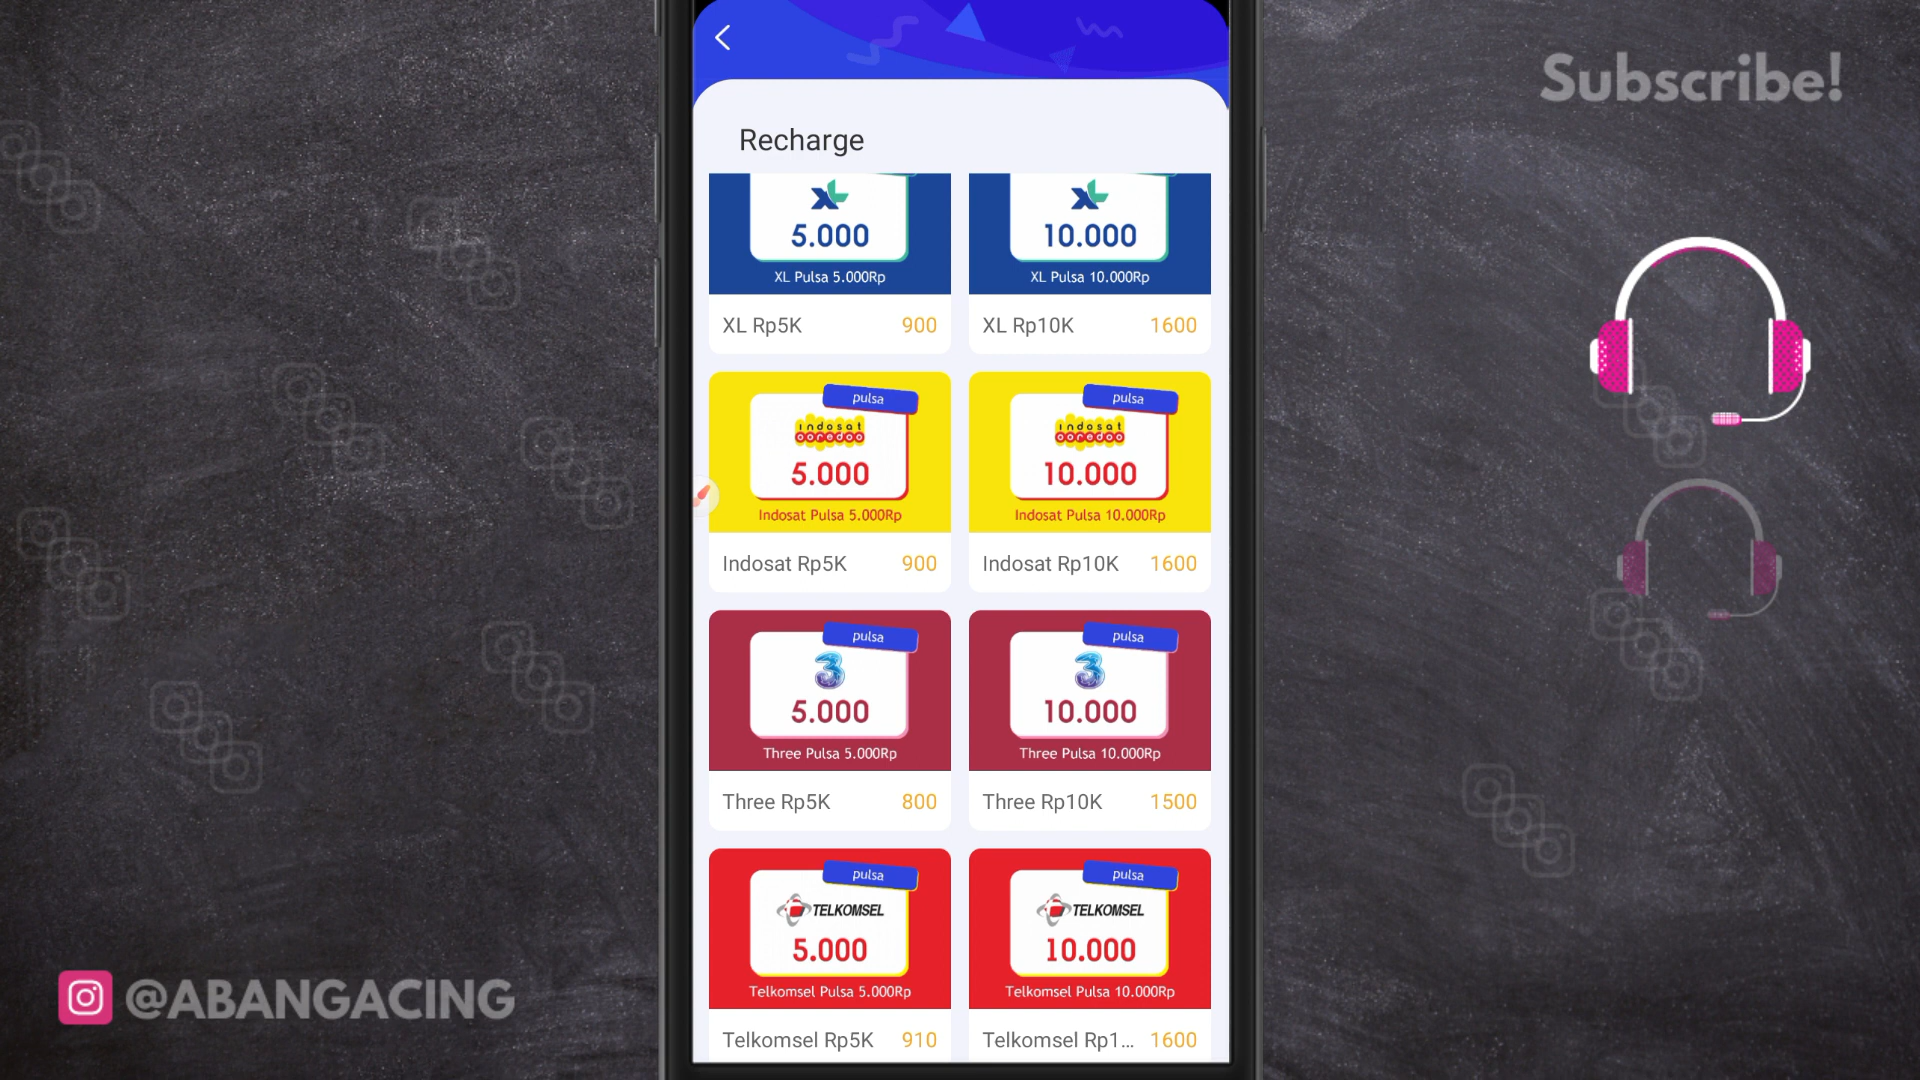 Subscribe!
Recharge
XL
5.000
XL Pulsa 5.000Rp
XL Rp5K 900
XL
10.000
XL Pulsa 10.000Rp
XL Rp10K 1600
pulsa
indosat
ooredoo
5.000
Indosat Pulsa 5.000Rp
Indosat Rp5K 900
pulsa
indosat
ooredoo
10.000
Indosat Pulsa 10.000Rp
Indosat Rp10K 1600
pulsa
3
5.000
Three Pulsa 5.000Rp
Three Rp5K 800
pulsa
3
10.000
Three Pulsa 10.000Rp
Three Rp10K 1500
pulsa
TELKOMSEL
5.000
Telkomsel Pulsa 5.000Rp
Telkomsel Rp5K 910
pulsa
TELKOMSEL
10.000
Telkomsel Pulsa 10.000Rp
Telkomsel Rp1... 1600
@ABANGACING